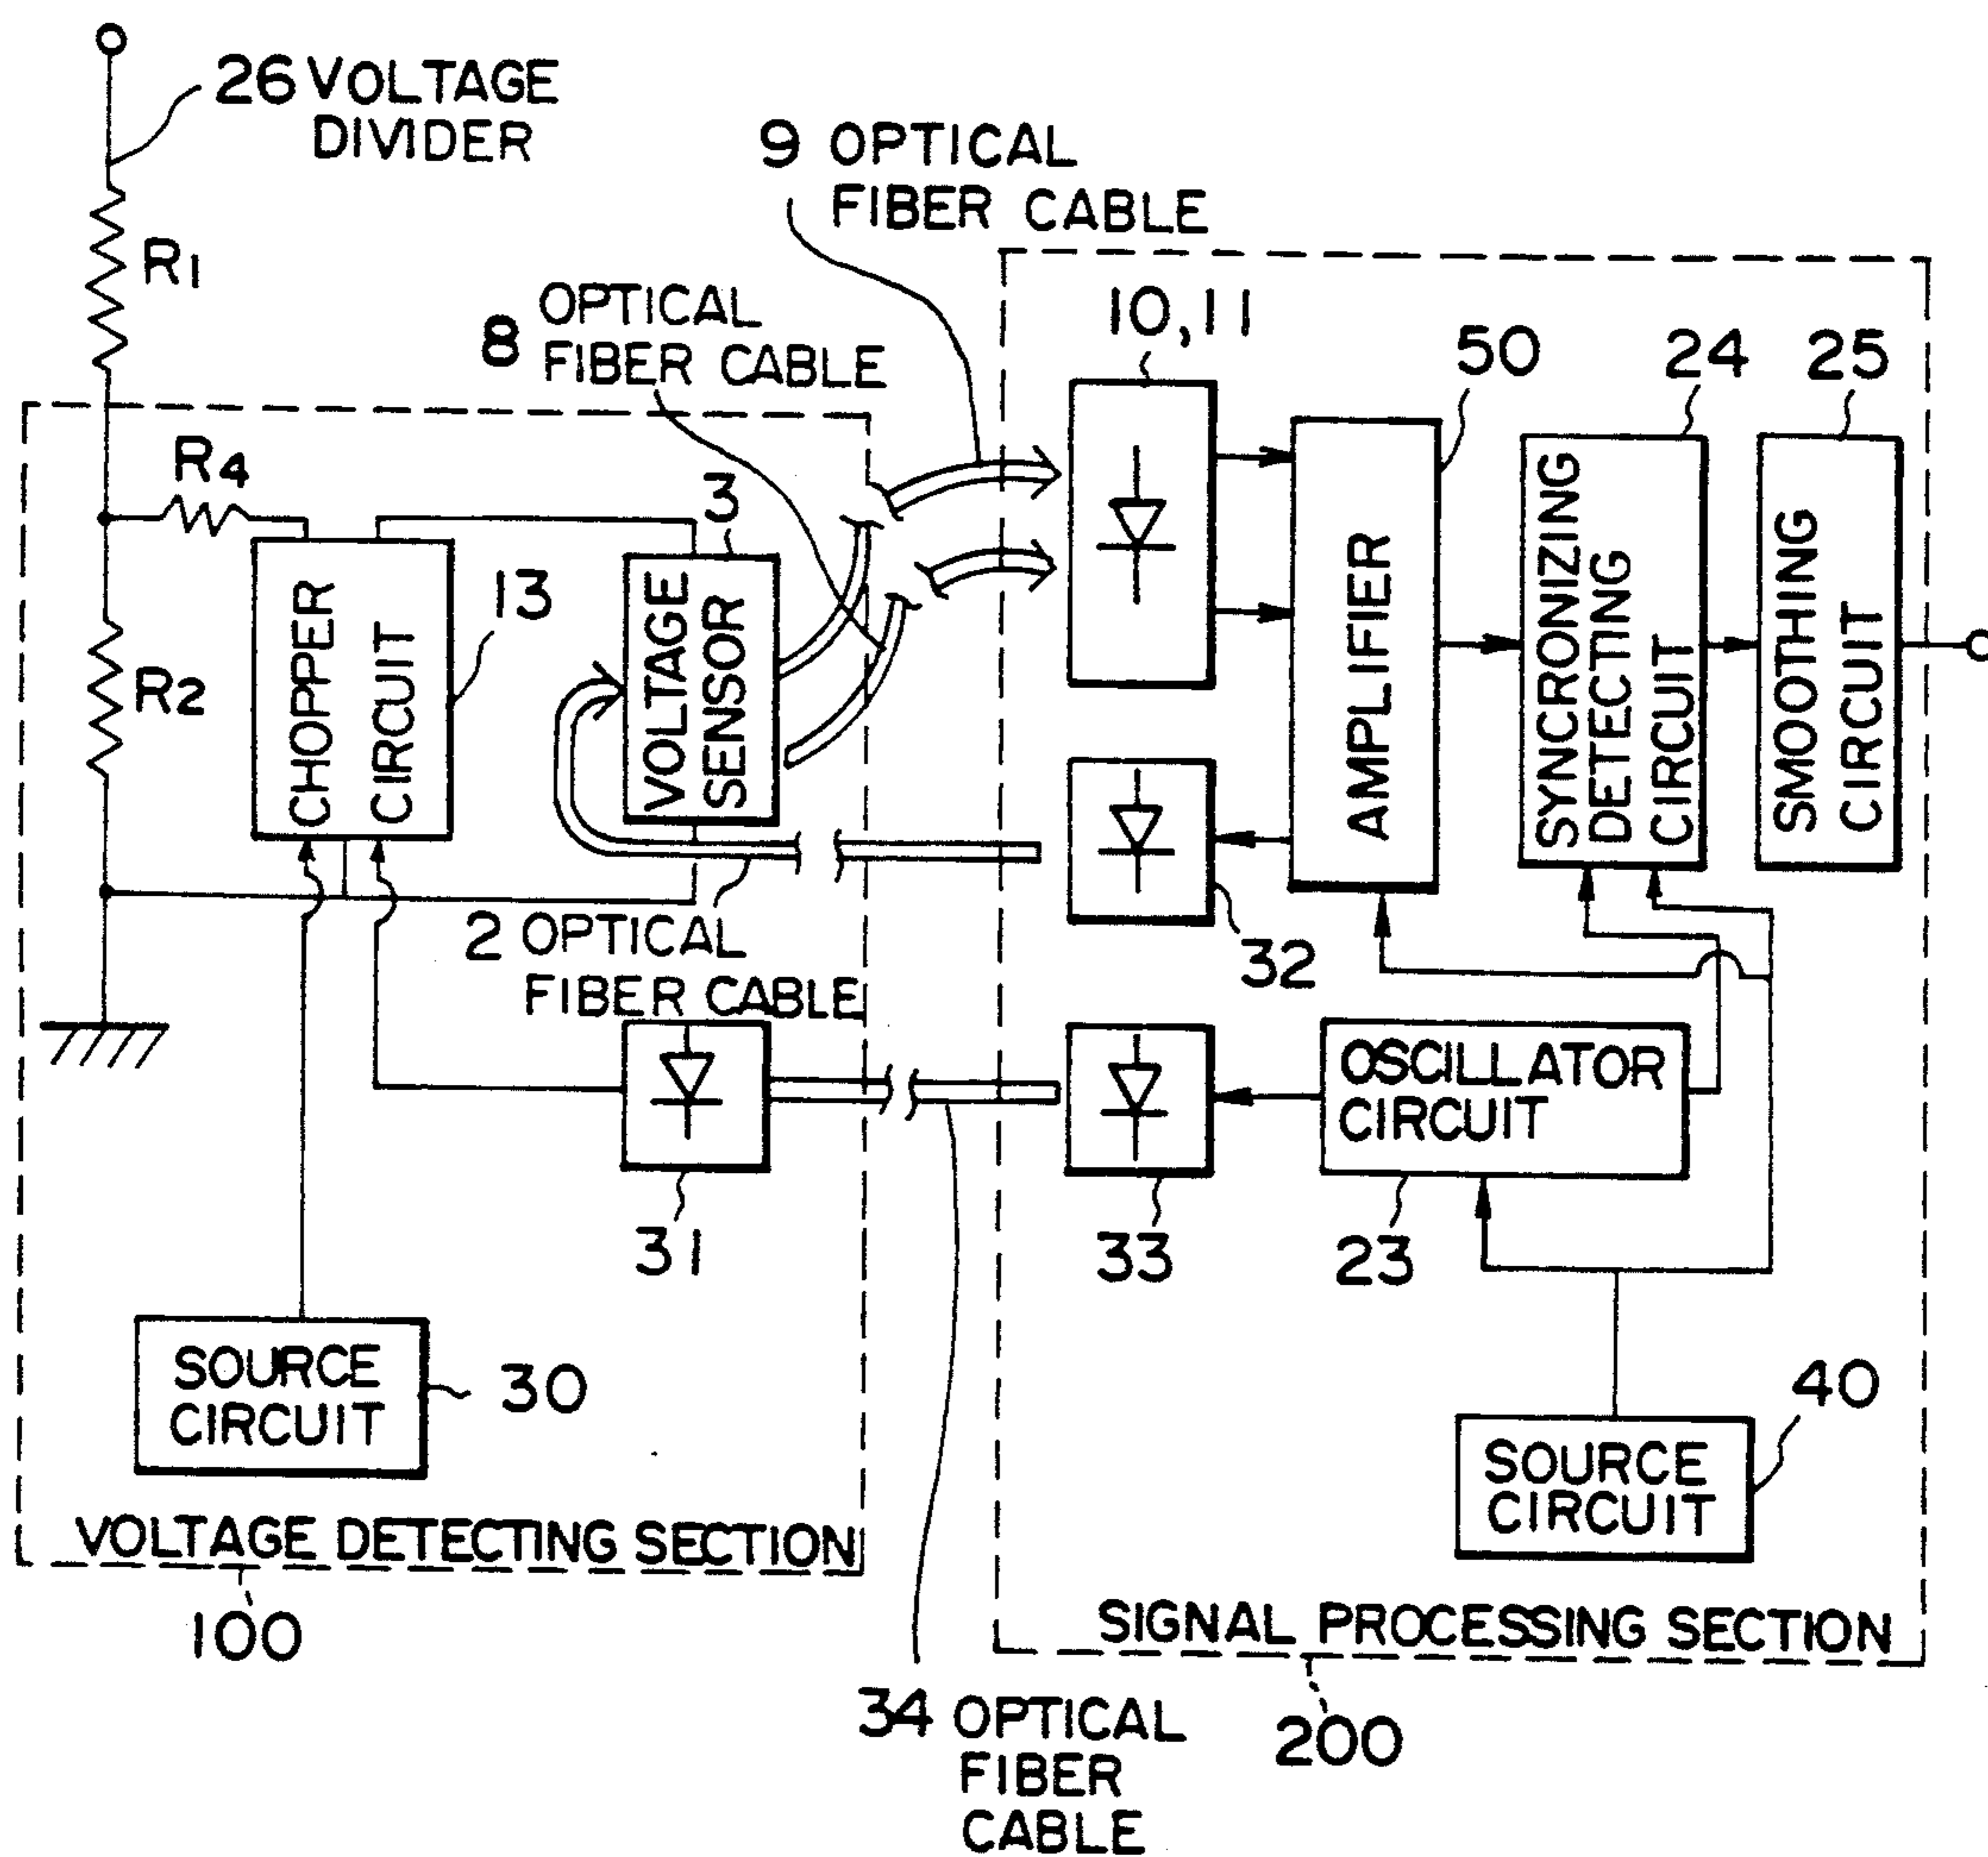 26 VOLTAGE
DIVIDER
9 OPTICAL
FIBER CABLE
R1
8 OPTICAL
FIBER CABLE
10, 11
50
24
25
R4
3
CHOPPER
CIRCUIT
13
VOLTAGE
SENSOR
R2
AMPLIFIER
SYNCRONIZING
DETECTING
CIRCUIT
SMOOTHING
CIRCUIT
2 OPTICAL
FIBER CABLE
32
31
33
OSCILLATOR
CIRCUIT
23
SOURCE
CIRCUIT
30
40
SOURCE
CIRCUIT
VOLTAGE DETECTING SECTION
100
SIGNAL PROCESSING SECTION
200
34 OPTICAL
FIBER
CABLE